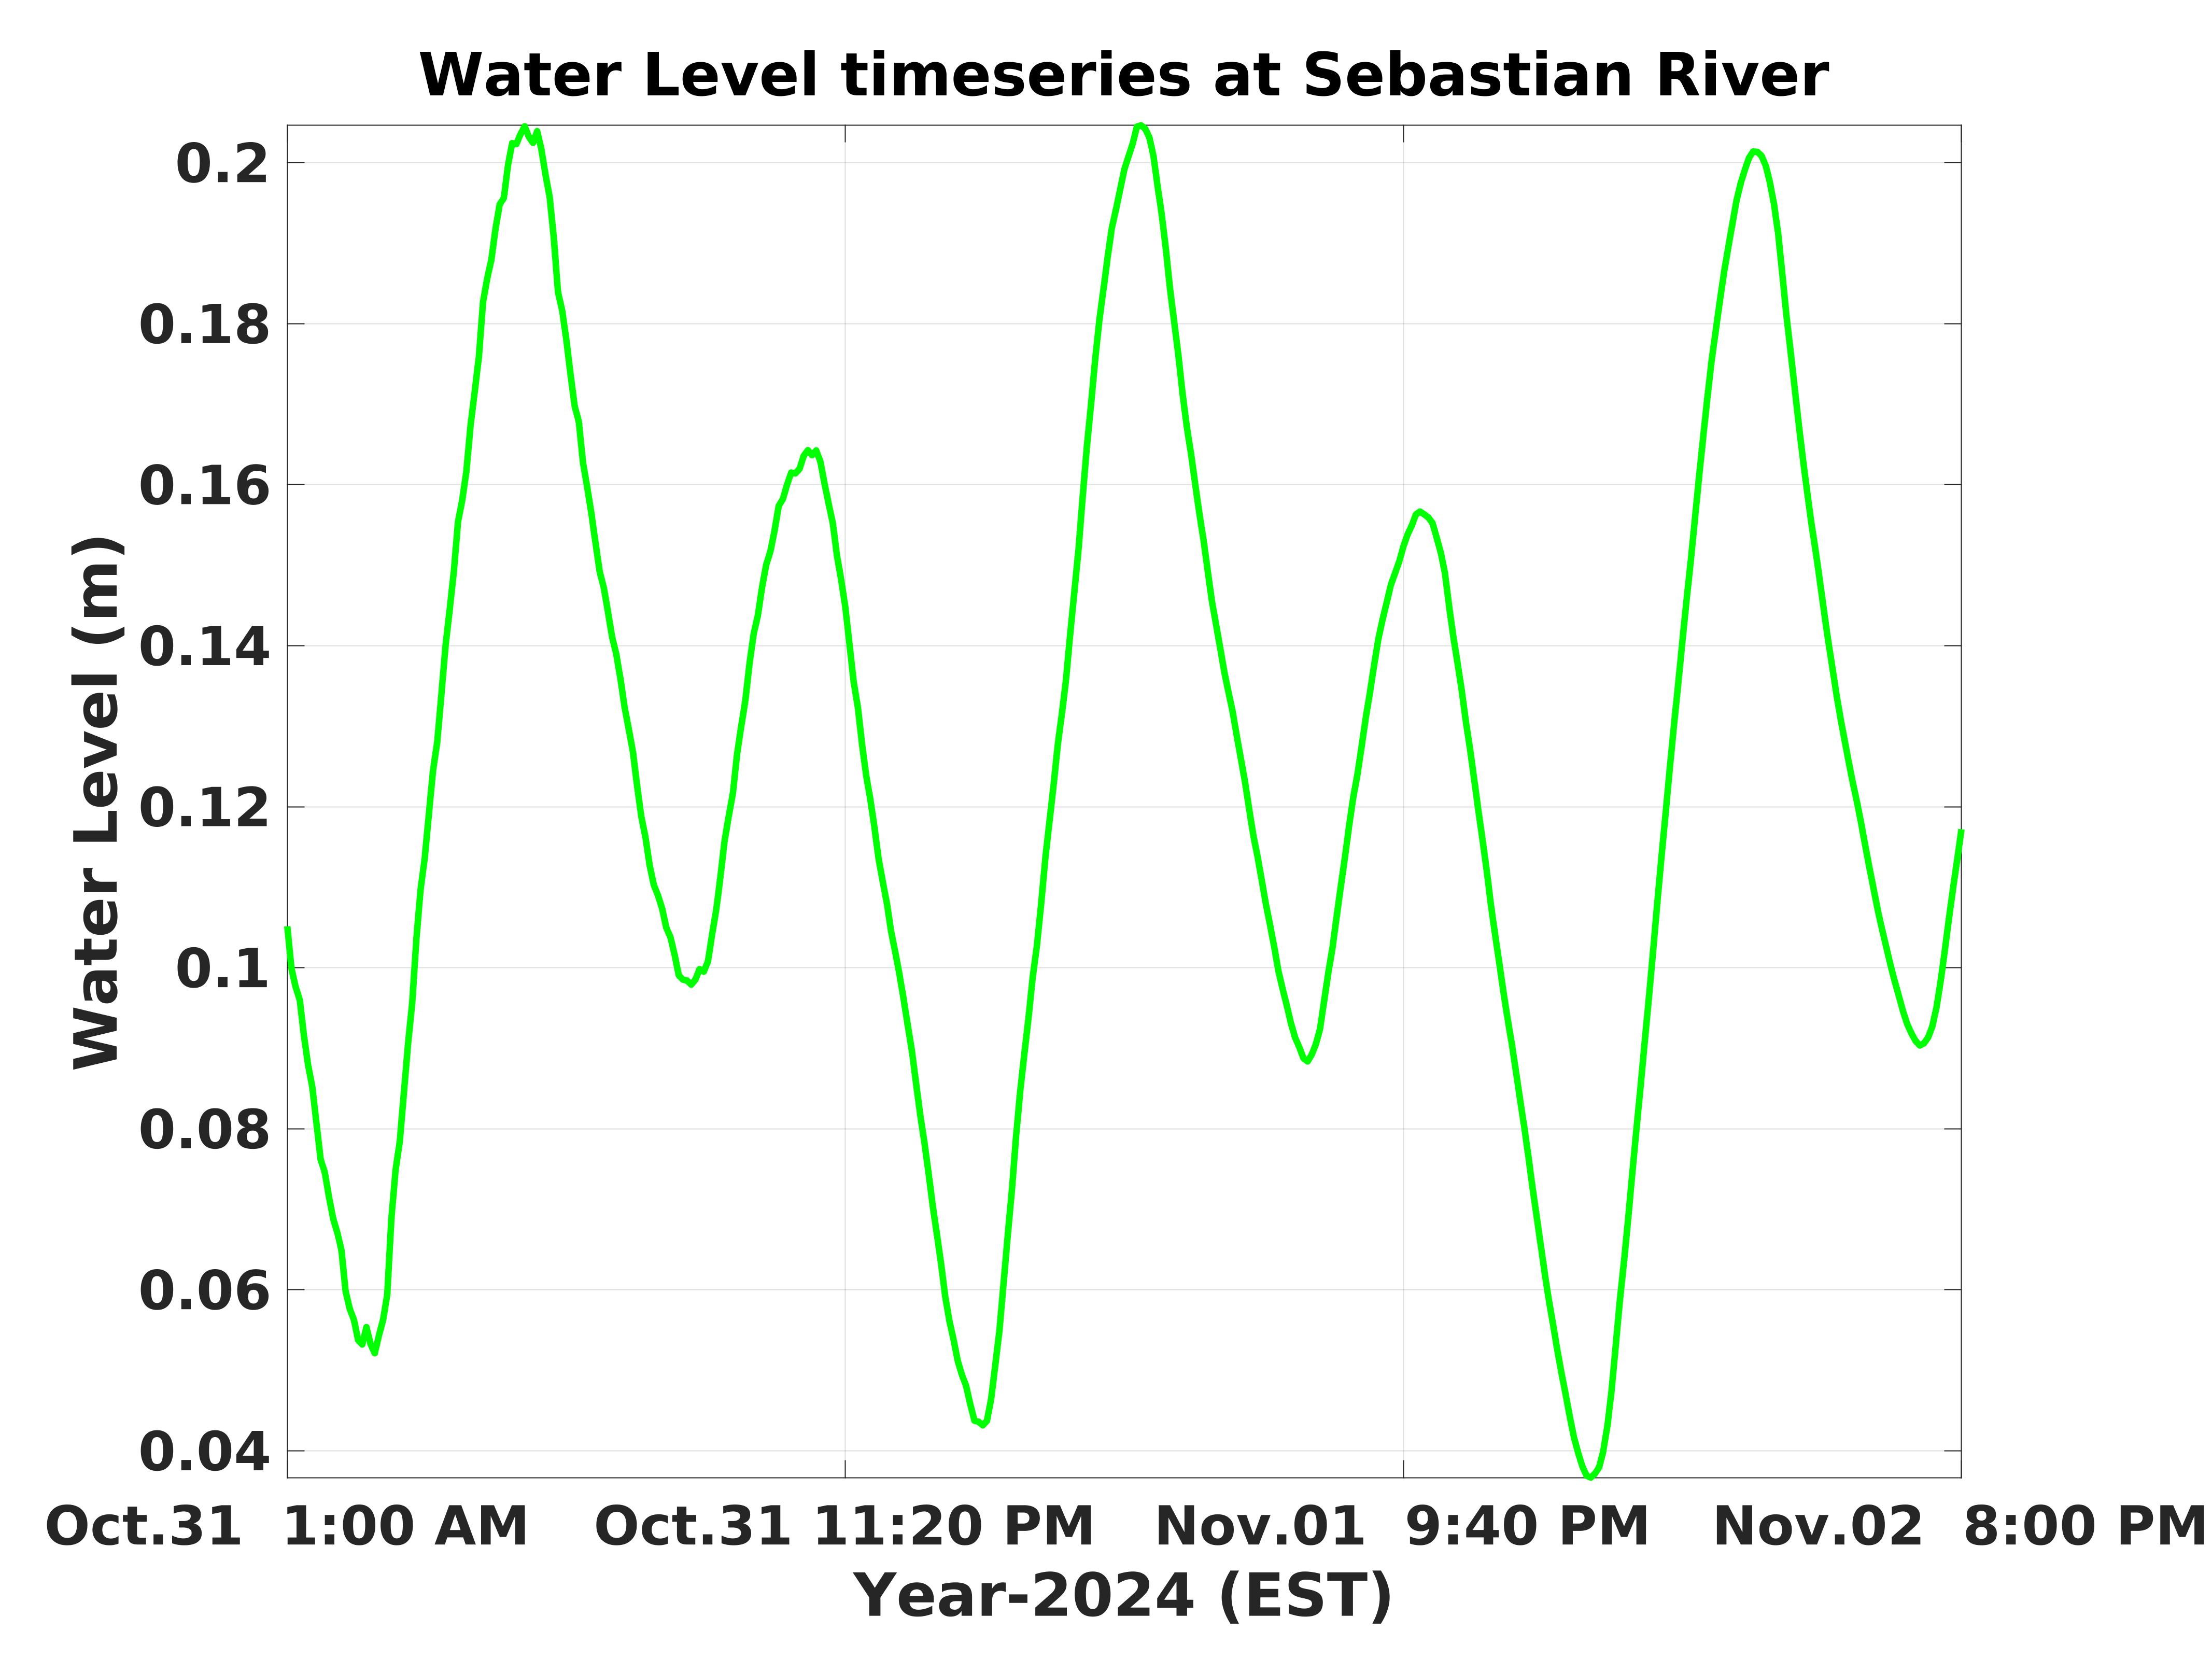 Water Level timeseries at Sebastian River
0.2
0.18
0.16
0.14
0.12
0.1
0.08
0.06
0.04
Water Level (m)
Oct.31 1:00 AM Oct.31 11:20 PM Nov.01 9:40 PM Nov.02 8:00 PM
Year-2024 (EST)